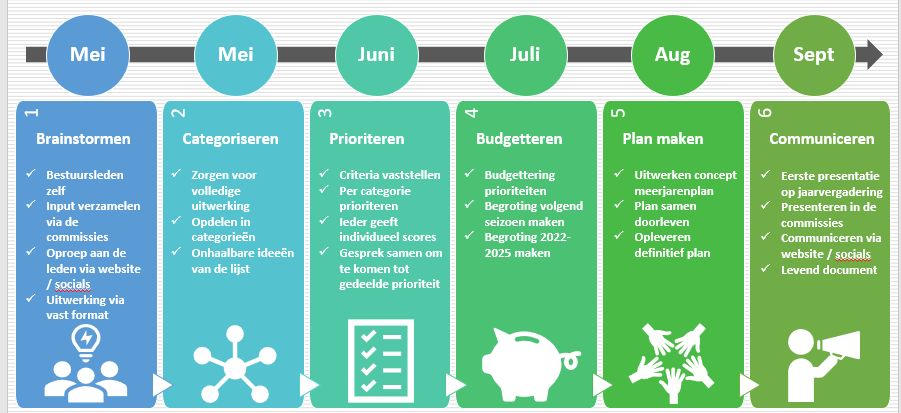 Mei
Mei
Juni
Juli
Aug
Sept
1
Brainstormen
✓ Bestuursleden
zelf
✓ Input verzamelen
via de
commissies
✓ Oproep aan de
leden via website
/ socials
✓ Uitwerking via
vast format
2
Categoriseren
✓ Zorgen voor
volledige
uitwerking
✓ Opdelen in
categorieën
✓ Onhaalbare ideeën
van de lijst
3
Prioriteren
✓ Criteria vaststellen
✓ Per categorie
prioriteren
✓ Ieder geeft
individueel scores
✓ Gesprek samen om
te komen tot
gedeelde prioriteit
4
Budgetteren
✓ Budgettering
prioriteiten
✓ Begroting volgend
seizoen maken
✓ Begroting 2022-
2025 maken
5
Plan maken
✓ Uitwerken concept
meerjarenplan
✓ Plan samen
doorleven
✓ Opleveren
definitief plan
6
Communiceren
✓ Eerste presentatie
op jaarvergadering
✓ Presenteren in de
commissies
✓ Communiceren via
website / socials
✓ Levend document